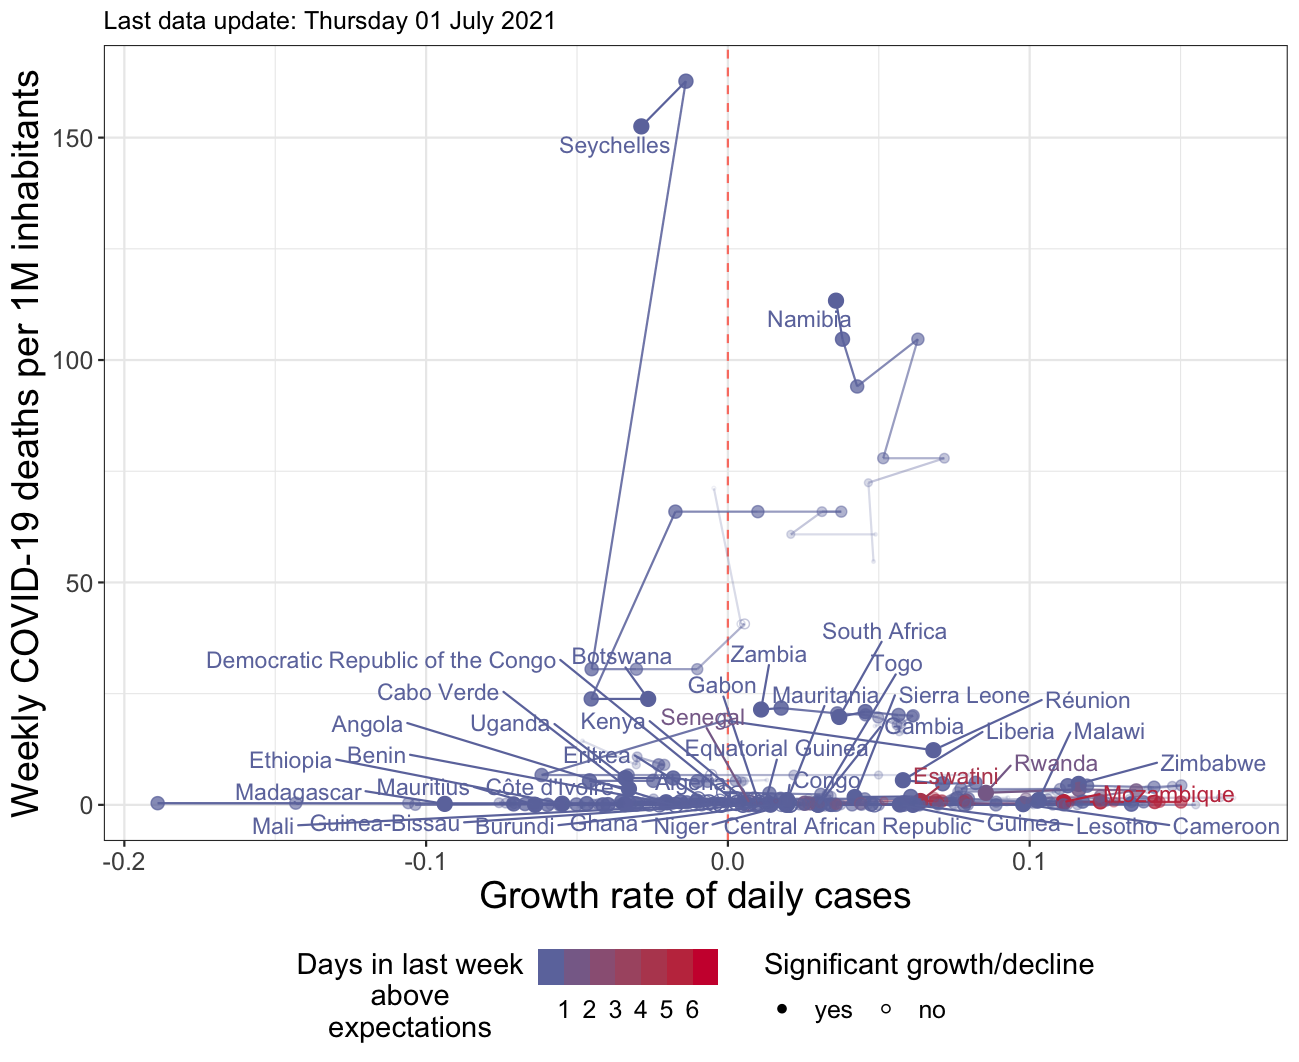 Last data update: Thursday 01 July 2021
Weekly COVID-19 deaths per 1M inhabitants
150
100
50
0
Seychelles
Namibia
South Africa
Democratic Republic of the Congo
Botswana
Zambia
Togo
Cabo Verde
Gabon
Mauritania
Sierra Leone
Réunion
Angola
Uganda
Kenya
Senegal
Gambia
Liberia
Malawi
Ethiopia
Benin
Eritrea
Equatorial Guinea
Rwanda
Zimbabwe
Madagascar
Mauritius
Côte d'Ivoire
Algeria
Congo
Eswatini
Mozambique
Mali
Guinea-Bissau
Burundi
Ghana
Niger
Central African Republic
Guinea
Lesotho
Cameroon
-0.2
-0.1
0.0
0.1
Growth rate of daily cases
Days in last week
above
expectations
1 2 3 4 5 6
Significant growth/decline
yes
no